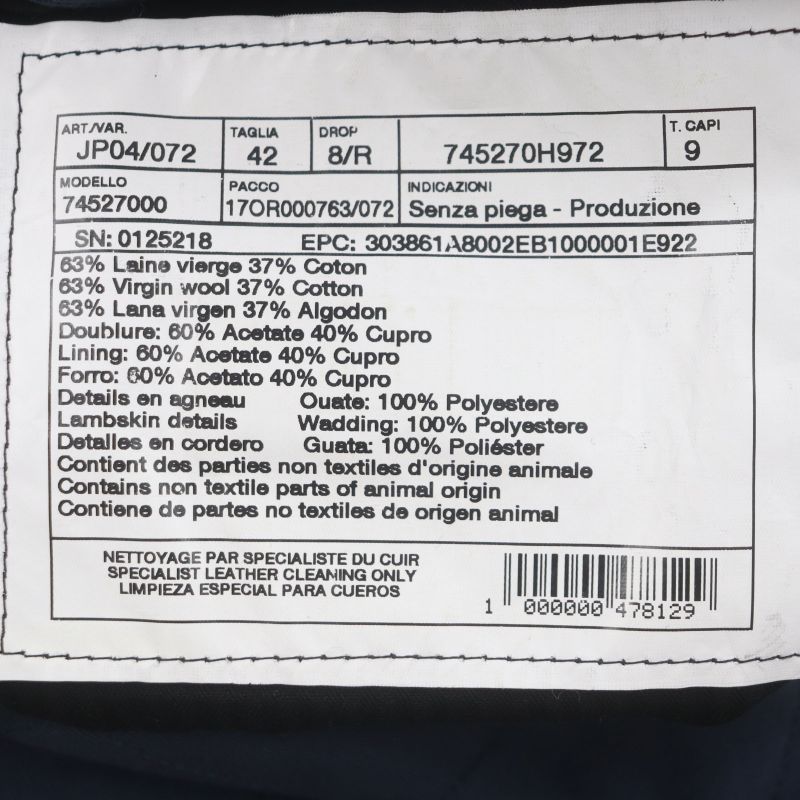 ART/VAR. TAGLIA DROP T. CAPI
JP04/072 42 8/R 745270H972 9
MODELLO PACCO INDICAZIONI
74527000 17OR000763/072 Senza piega - Produzione
SN: 0125218 EPC: 303861A8002EB1000001E922
63% Laine vierge 37% Coton
63% Virgin wool 37% Cotton
63% Lana virgen 37% Algodon
Doublure: 60% Acetate 40% Cupro
Lining: 60% Acetate 40% Cupro
Forro: 60% Acetato 40% Cupro
Details en agneau Ouate: 100% Polyestere
Lambskin details Wadding: 100% Polyestere
Detalles en cordero Guata: 100% Poliéster
Contient des parties non textiles d'origine animale
Contains non textile parts of animal origin
Contiene de partes no textiles de origen animal
NETTOYAGE PAR SPECIALISTE DU CUIR
SPECIALIST LEATHER CLEANING ONLY
LIMPIEZA ESPECIAL PARA CUEROS
1 000000 478129